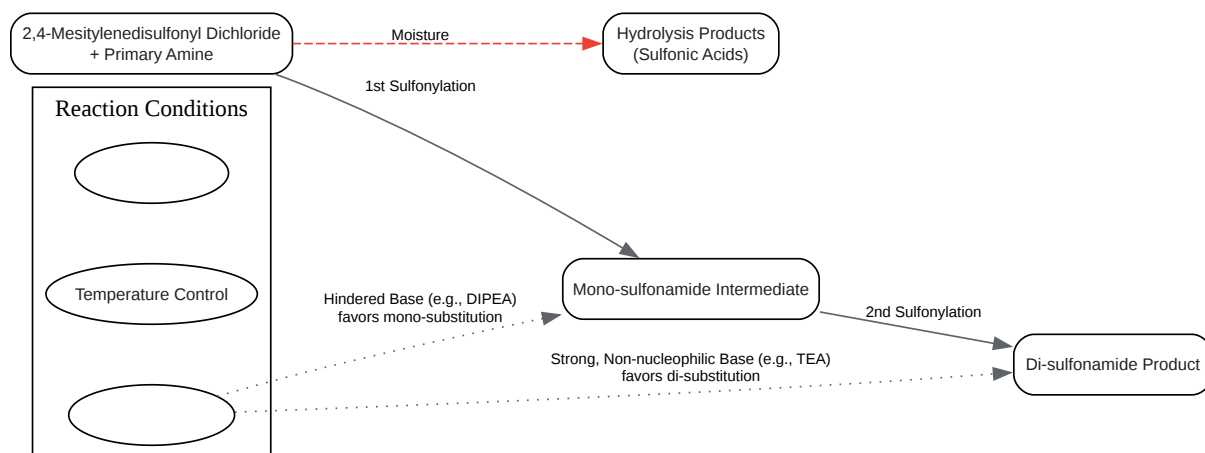 2,4-Mesitylenedisulfonyl Dichloride
+ Primary Amine
Moisture
Hydrolysis Products
(Sulfonic Acids)
1st Sulfonylation
Reaction Conditions
Temperature Control
Hindered Base (e.g., DIPEA)
favors mono-substitution
Mono-sulfonamide Intermediate
2nd Sulfonylation
Strong, Non-nucleophilic Base (e.g., TEA)
favors di-substitution
Di-sulfonamide Product